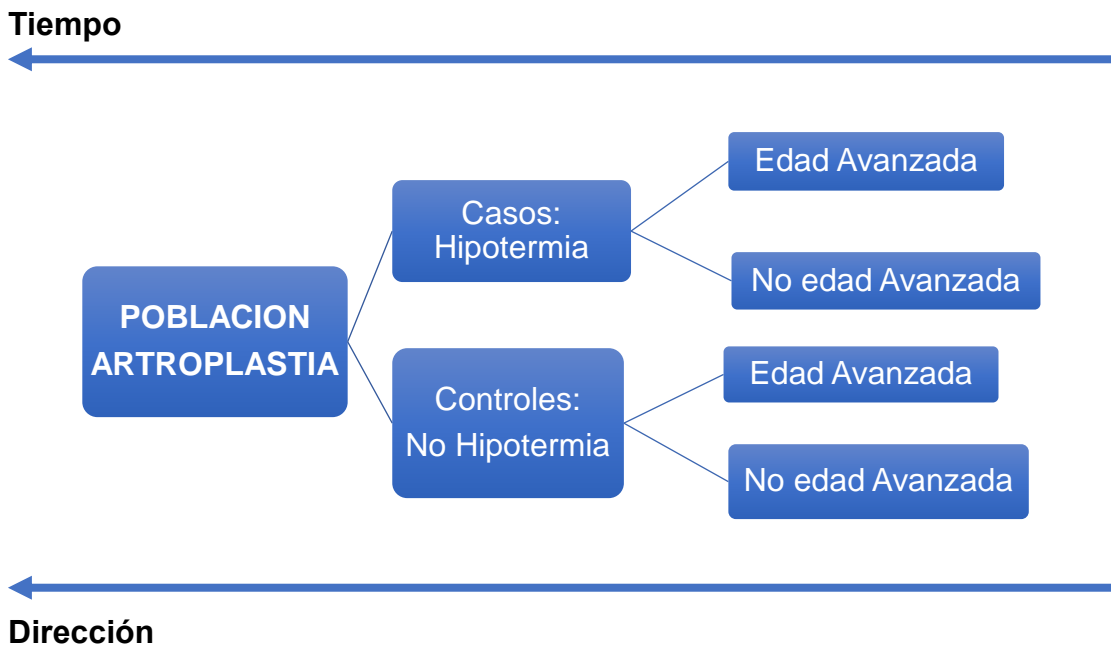 Tiempo
Edad Avanzada
Casos:
Hipotermia
No edad Avanzada
POBLACION
ARTROPLASTIA
Edad Avanzada
Controles:
No Hipotermia
No edad Avanzada
Dirección